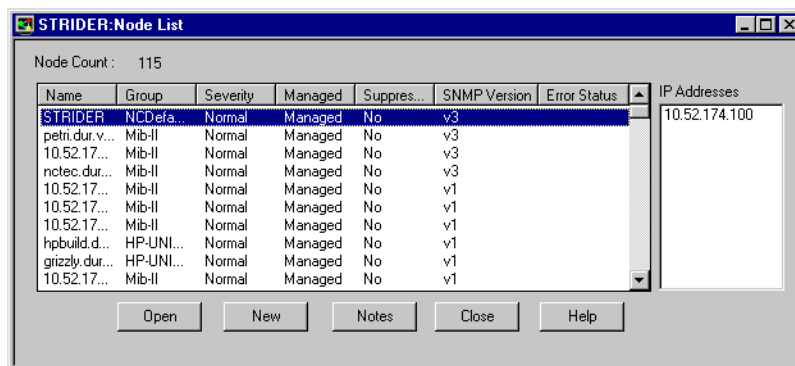 STRIDER:Node List
Node Count : 115
Name Group Severity Managed Suppres... SNMP Version Error Status IP Addresses
STRIDER NCDefa... Normal Managed No v3 10.52.174.100
petri.dur.v... Mib-II Normal Managed No v3
10.52.17... Mib-II Normal Managed No v3
nctec.dur... Mib-II Normal Managed No v3
10.52.17... Mib-II Normal Managed No v1
10.52.17... Mib-II Normal Managed No v1
10.52.17... Mib-II Normal Managed No v1
hpbuild.d... HP-UNI... Normal Managed No v1
grizzly.dur... HP-UNI... Normal Managed No v1
10.52.17... Mib-II Normal Managed No v1
Open New Notes Close Help